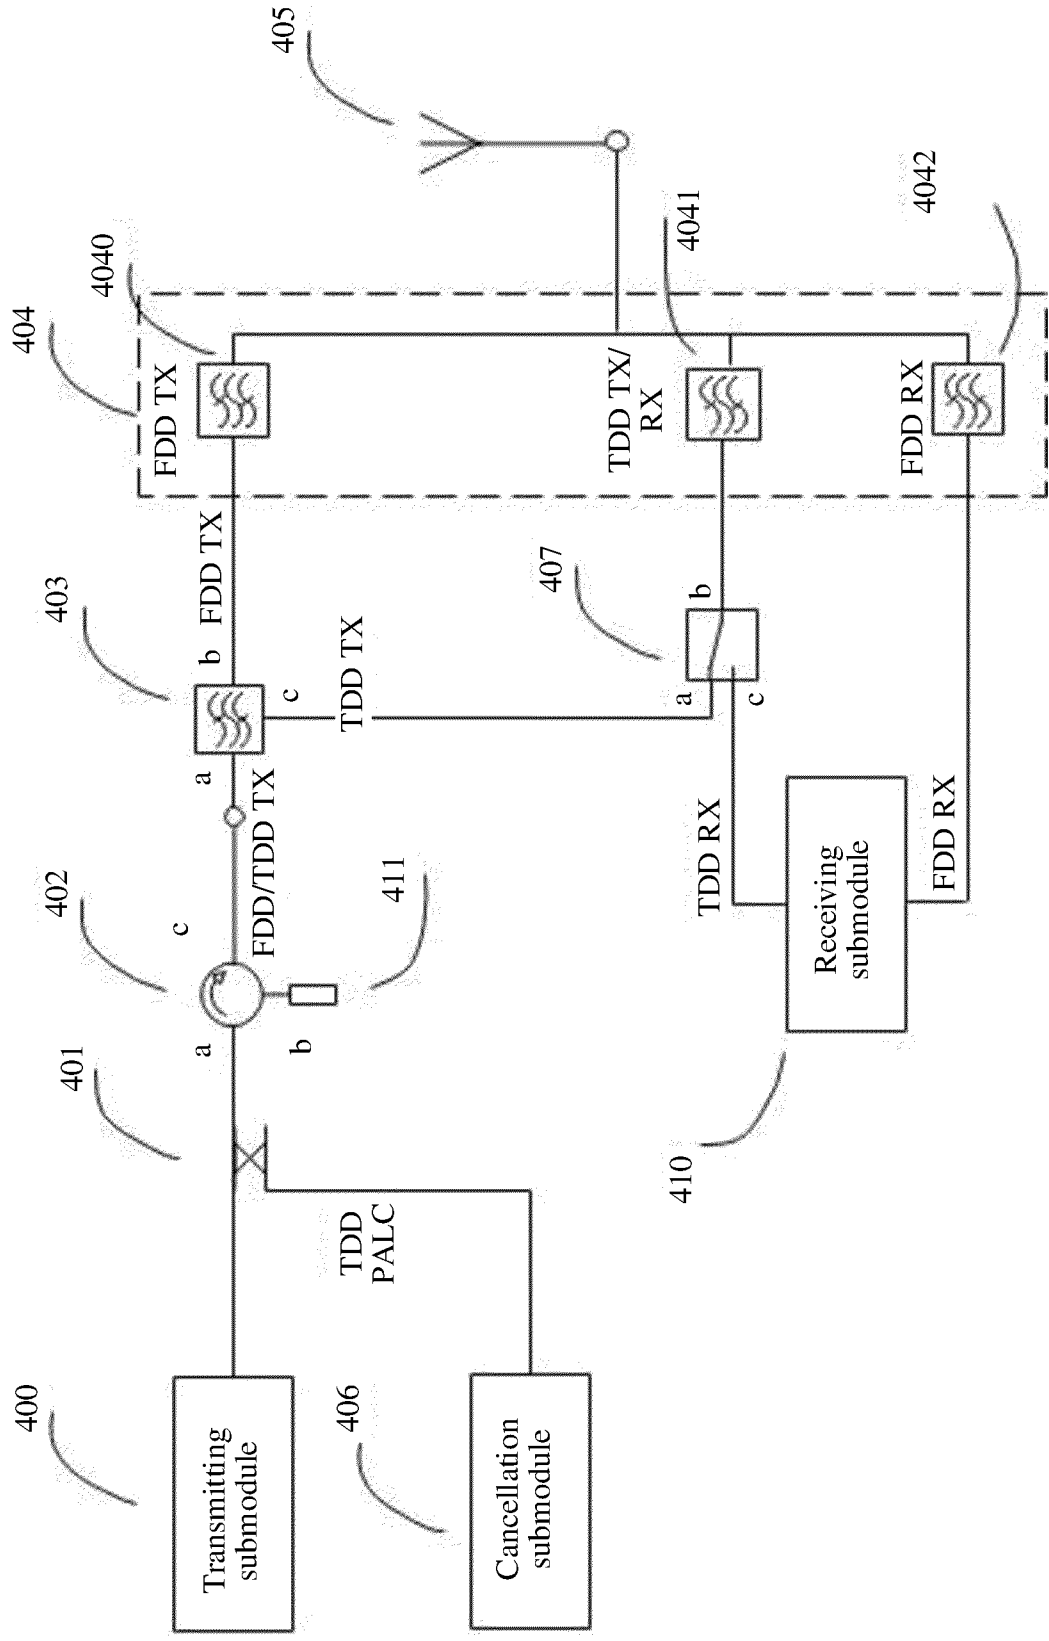 400
Transmitting
submodule
401
402
a
b
c
411
FDD/TDD TX
403
a
b
c
FDD TX
TDD TX
404
4040
FDD TX
405
406
Cancellation
submodule
TDD
PALC
407
a
b
c
TDD TX/
RX
4041
TDD RX
410
Receiving
submodule
FDD RX
FDD RX
4042